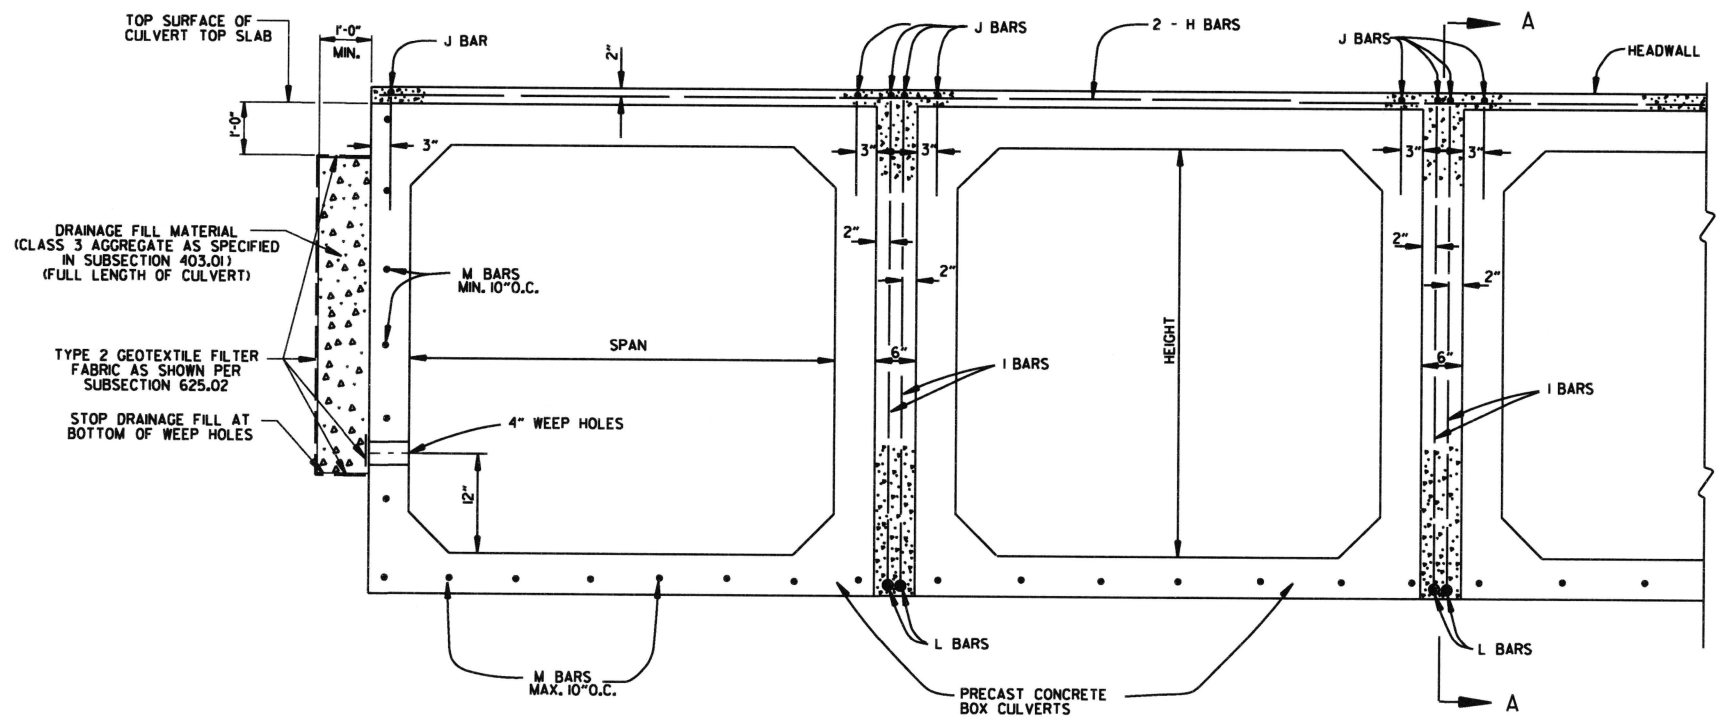 TOP SURFACE OF
CULVERT TOP SLAB
1'-0"
MIN.
J BAR
2"
J BARS
2 - H BARS
J BARS
A
HEADWALL
1'-0"
3"
3"
3"
3"
3"
DRAINAGE FILL MATERIAL
(CLASS 3 AGGREGATE AS SPECIFIED
IN SUBSECTION 403.01)
(FULL LENGTH OF CULVERT)
M BARS
MIN. 10"O.C.
2"
2"
2"
2"
TYPE 2 GEOTEXTILE FILTER
FABRIC AS SHOWN PER
SUBSECTION 625.02
SPAN
HEIGHT
6"
6"
I BARS
I BARS
STOP DRAINAGE FILL AT
BOTTOM OF WEEP HOLES
4" WEEP HOLES
12"
L BARS
L BARS
M BARS
MAX. 10"O.C.
PRECAST CONCRETE
BOX CULVERTS
A